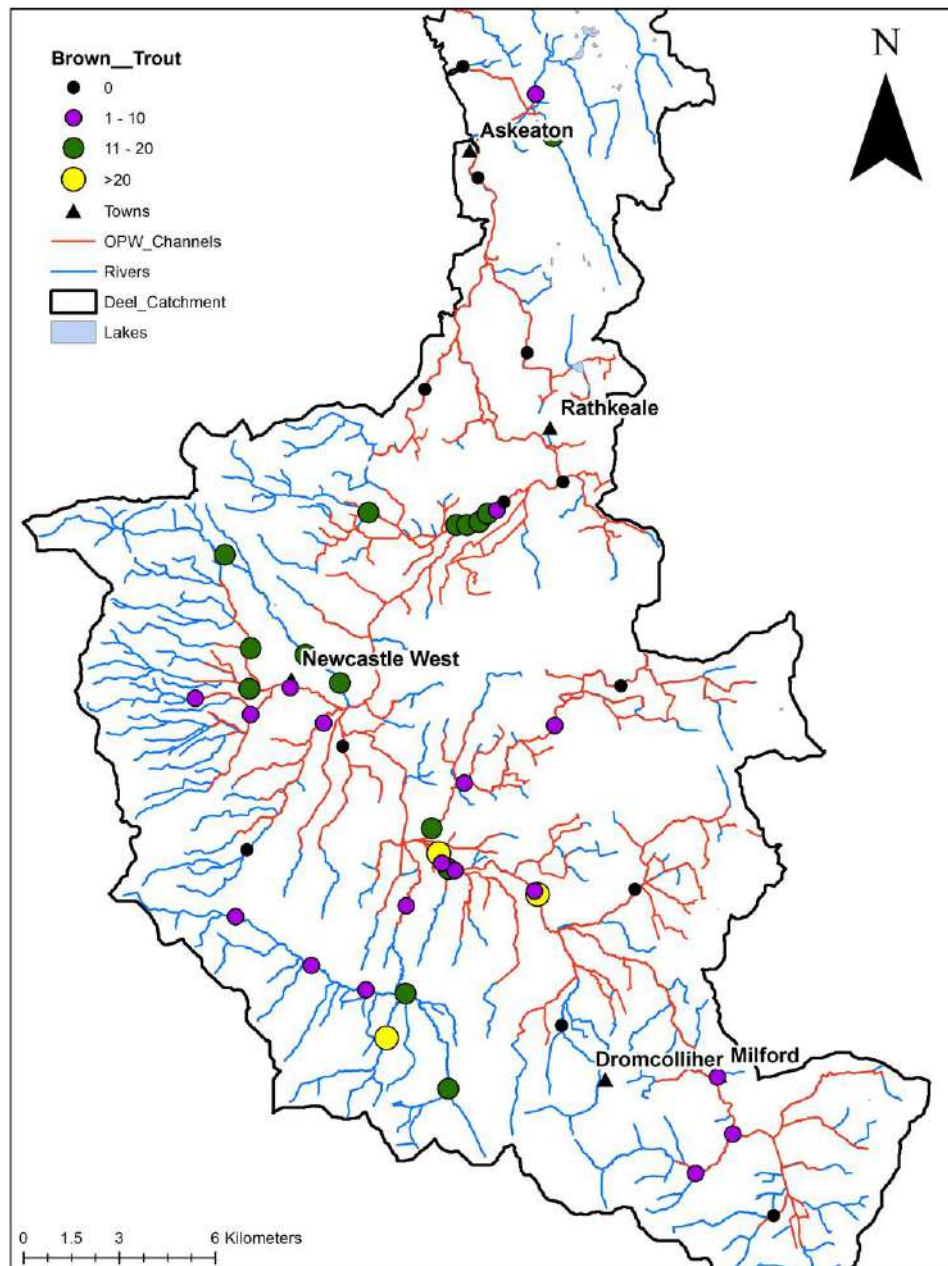 Brown__Trout
0
1 - 10
11 - 20
>20
Towns
OPW_Channels
Rivers
Deel_Catchment
Lakes
N
Askeaton
Rathkeale
Newcastle West
Dromcolliher
Milford
0 1.5 3 6 Kilometers